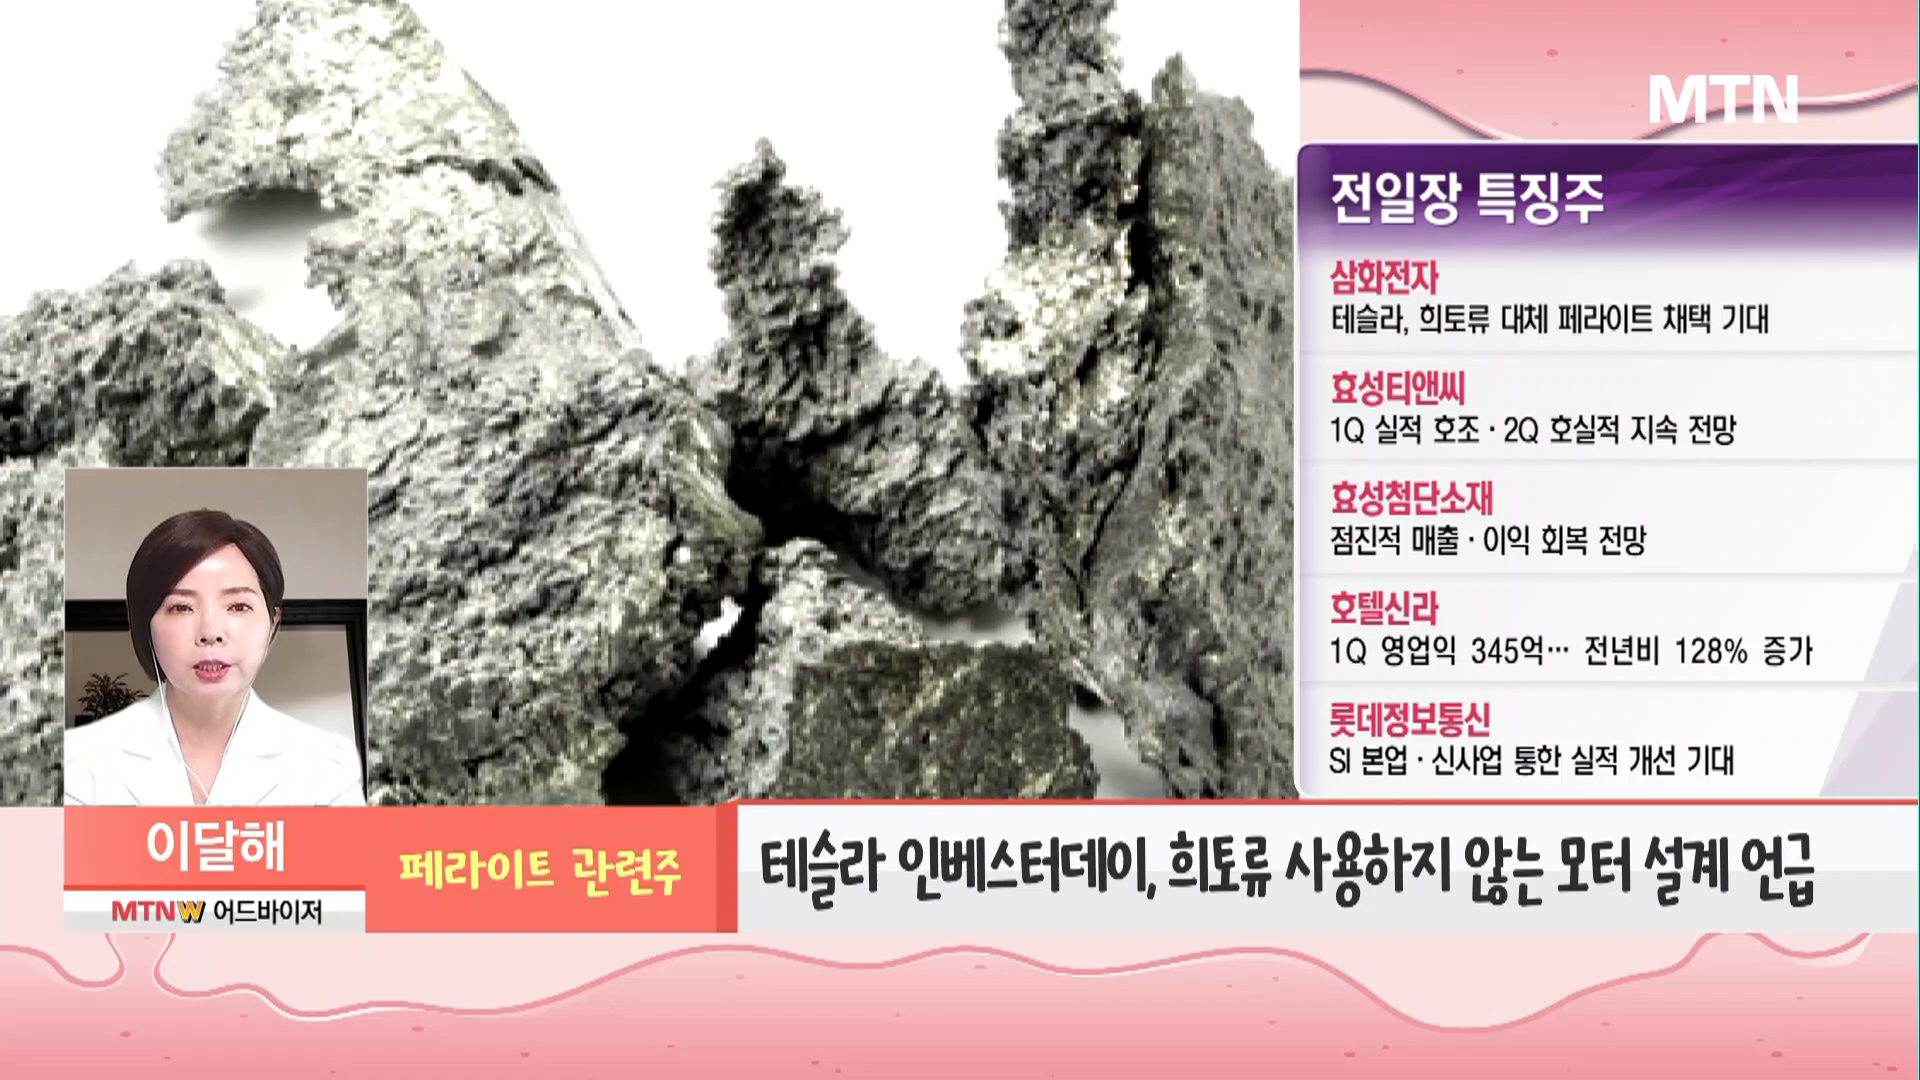 MTN
전일장 특징주
삼화전자
테슬라, 희토류 대체 페라이트 채택 기대
효성티앤씨
1Q 실적 호조 · 2Q 호실적 지속 전망
효성첨단소재
점진적 매출 · 이익 회복 전망
호텔신라
1Q 영업익 345억··· 전년비 128% 증가
롯데정보통신
SI 본업 · 신사업 통한 실적 개선 기대
이달해
MTNW 어드바이저
페라이트 관련주
테슬라 인베스터데이, 희토류 사용하지 않는 모터 설계 언급